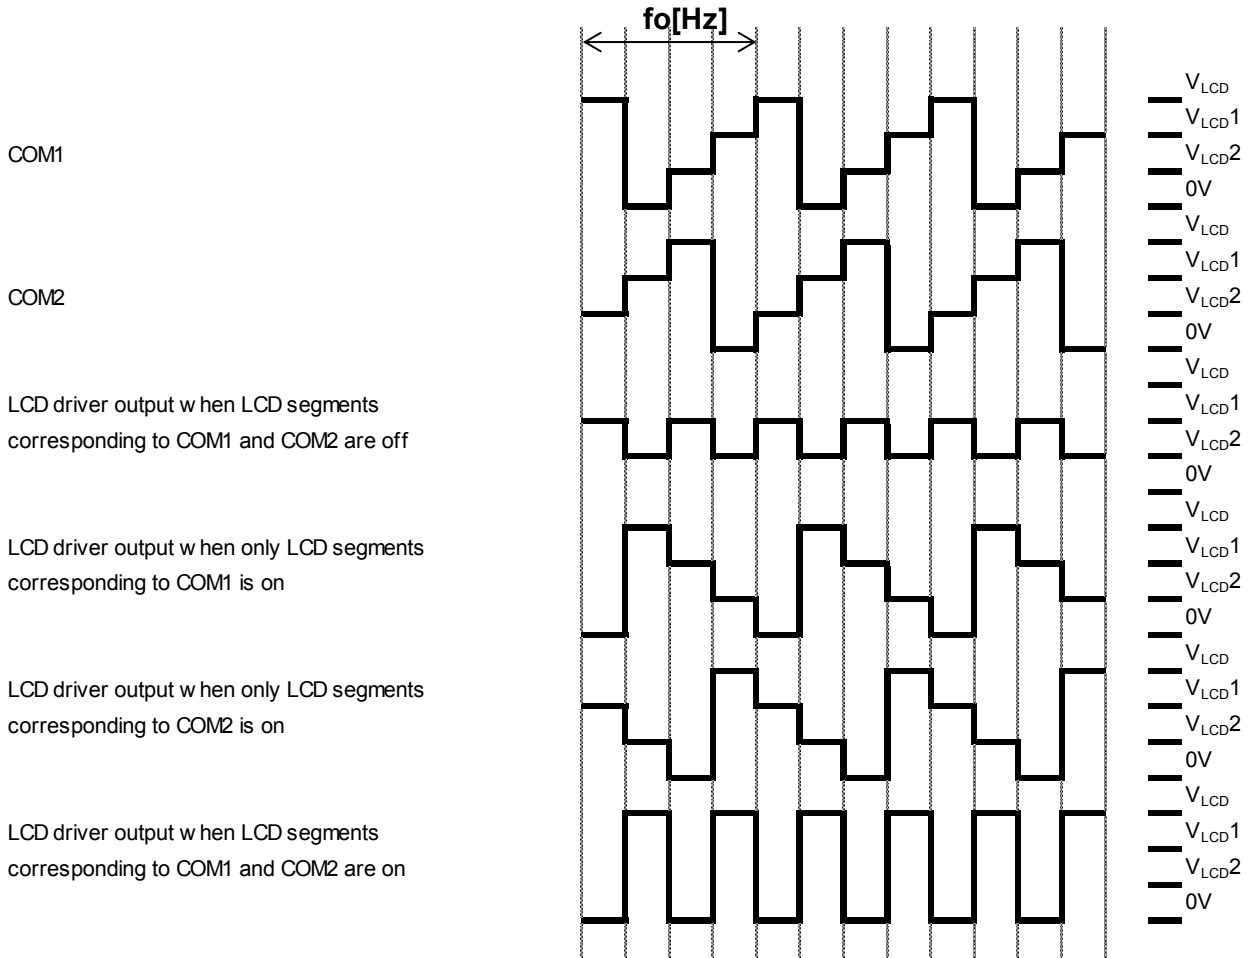 fo[Hz]
COM1
VLCD
VLCD1
VLCD2
0V
COM2
VLCD
VLCD1
VLCD2
0V
LCD driver output w hen LCD segments
corresponding to COM1 and COM2 are off
VLCD
VLCD1
VLCD2
0V
LCD driver output w hen only LCD segments
corresponding to COM1 is on
VLCD
VLCD1
VLCD2
0V
LCD driver output w hen only LCD segments
corresponding to COM2 is on
VLCD
VLCD1
VLCD2
0V
LCD driver output w hen LCD segments
corresponding to COM1 and COM2 are on
VLCD
VLCD1
VLCD2
0V